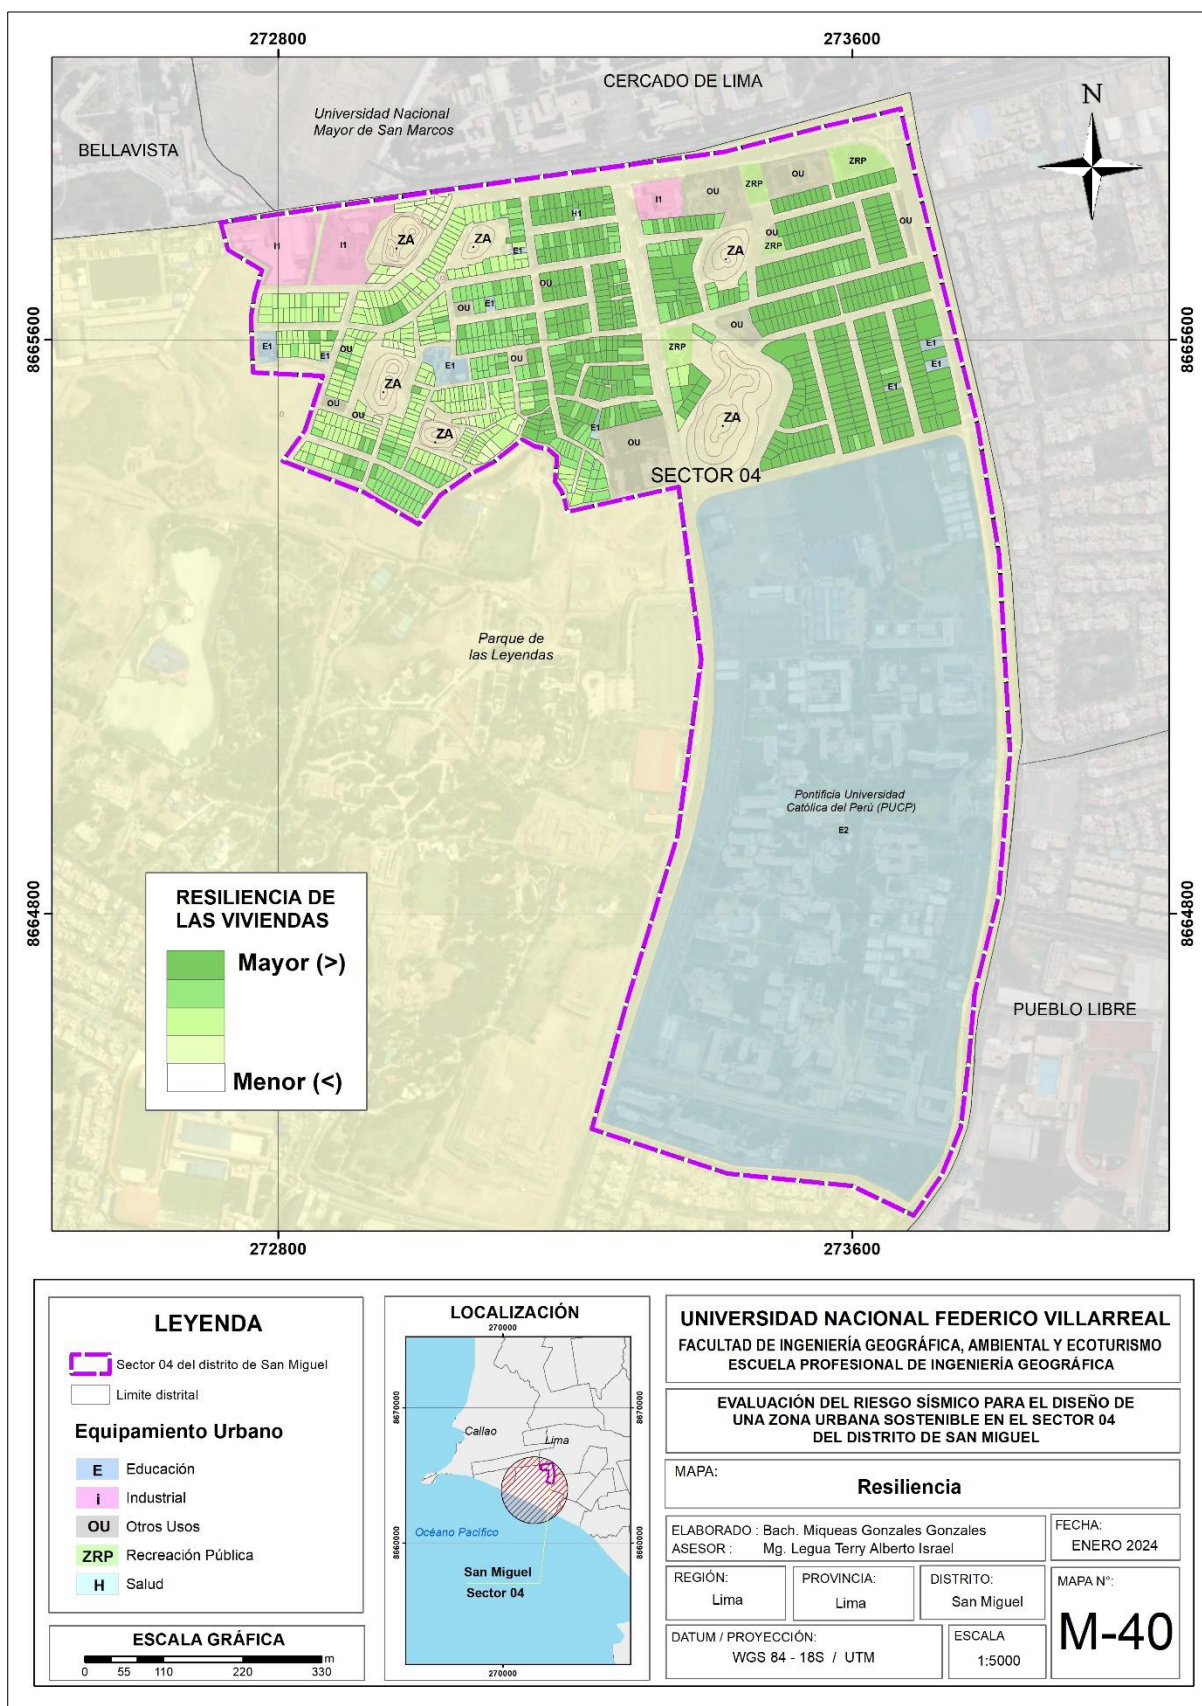 272800
273600
CERCADO DE LIMA
Universidad Nacional
Mayor de San Marcos
BELLAVISTA
N
ZRP
OU
ZRP
OU
I1
H1
OU
OU
ZRP
I1
I1
ZA
ZA
E1
ZA
OU
E1
OU
OU
8665600
8665600
E1
E1
OU
E1
OU
ZRP
E1
E1
E1
ZA
OU
OU
ZA
E1
OU
ZA
SECTOR 04
Parque de
las Leyendas
Pontificia Universidad
Católica del Perú (PUCP)
E2
RESILIENCIA DE
LAS VIVIENDAS
Mayor (>)
Menor (<)
8664800
8664800
PUEBLO LIBRE
272800
273600
LEYENDA
Sector 04 del distrito de San Miguel
Limite distrital
Equipamiento Urbano
E Educación
i Industrial
OU Otros Usos
ZRP Recreación Pública
H Salud
ESCALA GRÁFICA
m
0 55 110 220 330
LOCALIZACIÓN
270000
8670000
8670000
Callao
Lima
Océano Pacífico
8660000
8660000
San Miguel
Sector 04
270000
UNIVERSIDAD NACIONAL FEDERICO VILLARREAL
FACULTAD DE INGENIERÍA GEOGRÁFICA, AMBIENTAL Y ECOTURISMO
ESCUELA PROFESIONAL DE INGENIERÍA GEOGRÁFICA
EVALUACIÓN DEL RIESGO SÍSMICO PARA EL DISEÑO DE
UNA ZONA URBANA SOSTENIBLE EN EL SECTOR 04
DEL DISTRITO DE SAN MIGUEL
MAPA:
Resiliencia
ELABORADO : Bach. Miqueas Gonzales Gonzales
ASESOR : Mg. Legua Terry Alberto Israel
FECHA:
ENERO 2024
REGIÓN:
Lima
PROVINCIA:
Lima
DISTRITO:
San Miguel
MAPA N°:
M-40
DATUM / PROYECCIÓN:
WGS 84 - 18S / UTM
ESCALA
1:5000